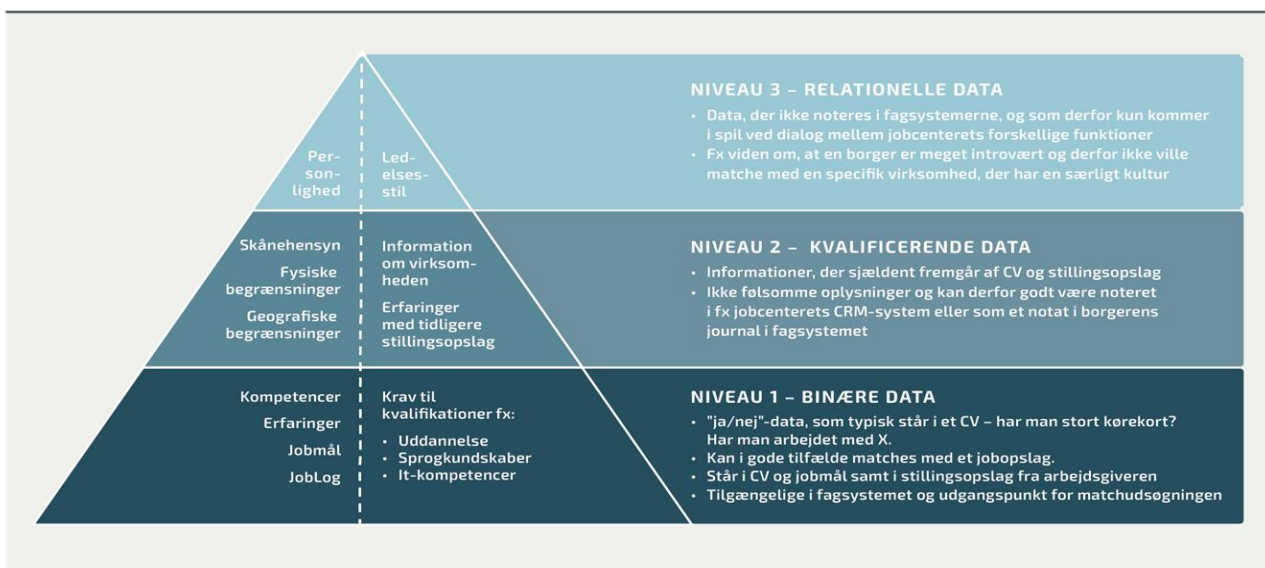 NIVEAU 3 – RELATIONELLE DATA
• Data, der ikke noteres i fagsystemerne, og som derfor kun kommer
i spil ved dialog mellem jobcenterets forskellige funktioner
• Fx viden om, at en borger er meget introvært og derfor ikke ville
matche med en specifik virksomhed, der har en særligt kultur
Per-
son-
lighed
Led-
elses-
stil
Skånehensyn
Fysiske
begrænsninger
Geografiske
begrænsninger
Information
om virksom-
heden
Erfaringer
med tidligere
stillingsopslag
NIVEAU 2 – KVALIFICERENDE DATA
• Informationer, der sjældent fremgår af CV og stillingsopslag
• Ikke følsomme oplysninger og kan derfor godt være noteret
i fx jobcenterets CRM-system eller som et notat i borgerens
journal i fagsystemet
Kompetencer
Erfaringer
Jobmål
JobLog
Krav til
kvalifikationer fx:
• Uddannelse
• Sprogkundskaber
• It-kompetencer
NIVEAU 1 – BINÆRE DATA
• "ja/nej"-data, som typisk står i et CV – har man stort kørekort?
Har man arbejdet med X.
• Kan i gode tilfælde matches med et jobopslag.
• Står i CV og jobmål samt i stillingsopslag fra arbejdsgiveren
• Tilgængelige i fagsystemet og udgangspunkt for matchudsøgningen